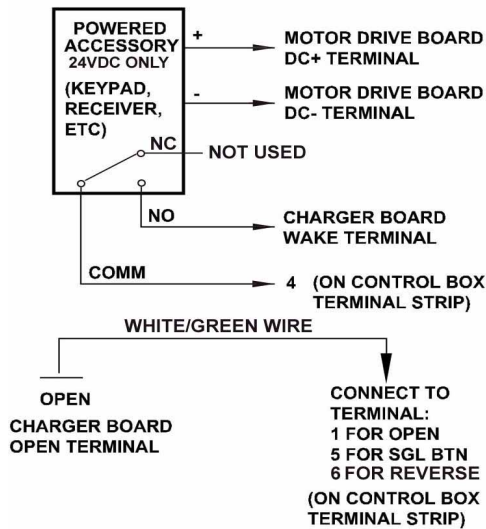 POWERED
ACCESSORY
24VDC ONLY
(KEYPAD,
RECEIVER,
ETC)
+
MOTOR DRIVE BOARD
DC+ TERMINAL
-
MOTOR DRIVE BOARD
DC- TERMINAL
NC
NOT USED
NO
CHARGER BOARD
WAKE TERMINAL
COMM
4 (ON CONTROL BOX
TERMINAL STRIP)
WHITE/GREEN WIRE
OPEN
CHARGER BOARD
OPEN TERMINAL
CONNECT TO
TERMINAL:
1 FOR OPEN
5 FOR SGL BTN
6 FOR REVERSE
(ON CONTROL BOX
TERMINAL STRIP)